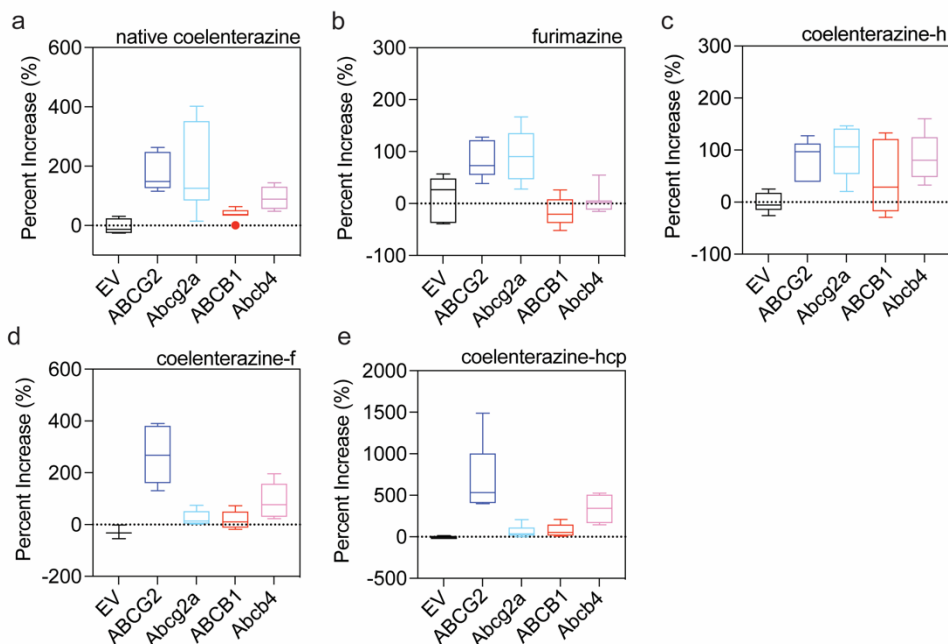 a
native coelenterazine
Percent Increase (%)
600
400
200
0
EV
ABCG2
Abcg2a
ABCB1
Abcb4
b
furimazine
Percent Increase (%)
300
200
100
0
-100
EV
ABCG2
Abcg2a
ABCB1
Abcb4
c
coelenterazine-h
Percent Increase (%)
300
200
100
0
-100
EV
ABCG2
Abcg2a
ABCB1
Abcb4
d
coelenterazine-f
Percent Increase (%)
600
400
200
0
-200
EV
ABCG2
Abcg2a
ABCB1
Abcb4
e
coelenterazine-hcp
Percent Increase (%)
2000
1500
1000
500
0
-500
EV
ABCG2
Abcg2a
ABCB1
Abcb4